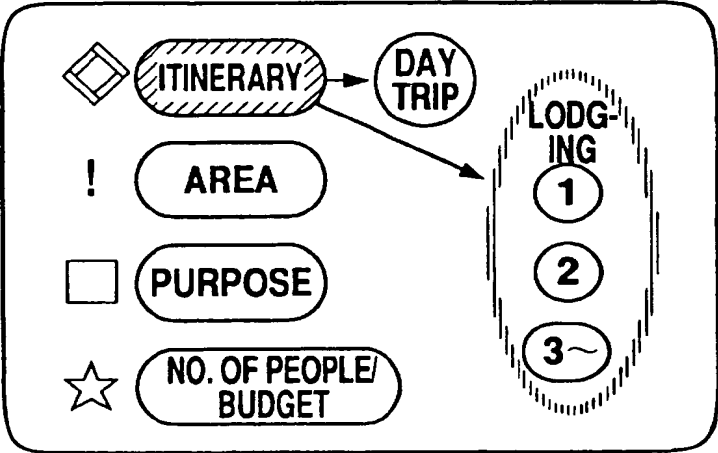 ITINERARY
DAY
TRIP
LODG-
ING
1
2
3~
! AREA
PURPOSE
NO. OF PEOPLE/
BUDGET